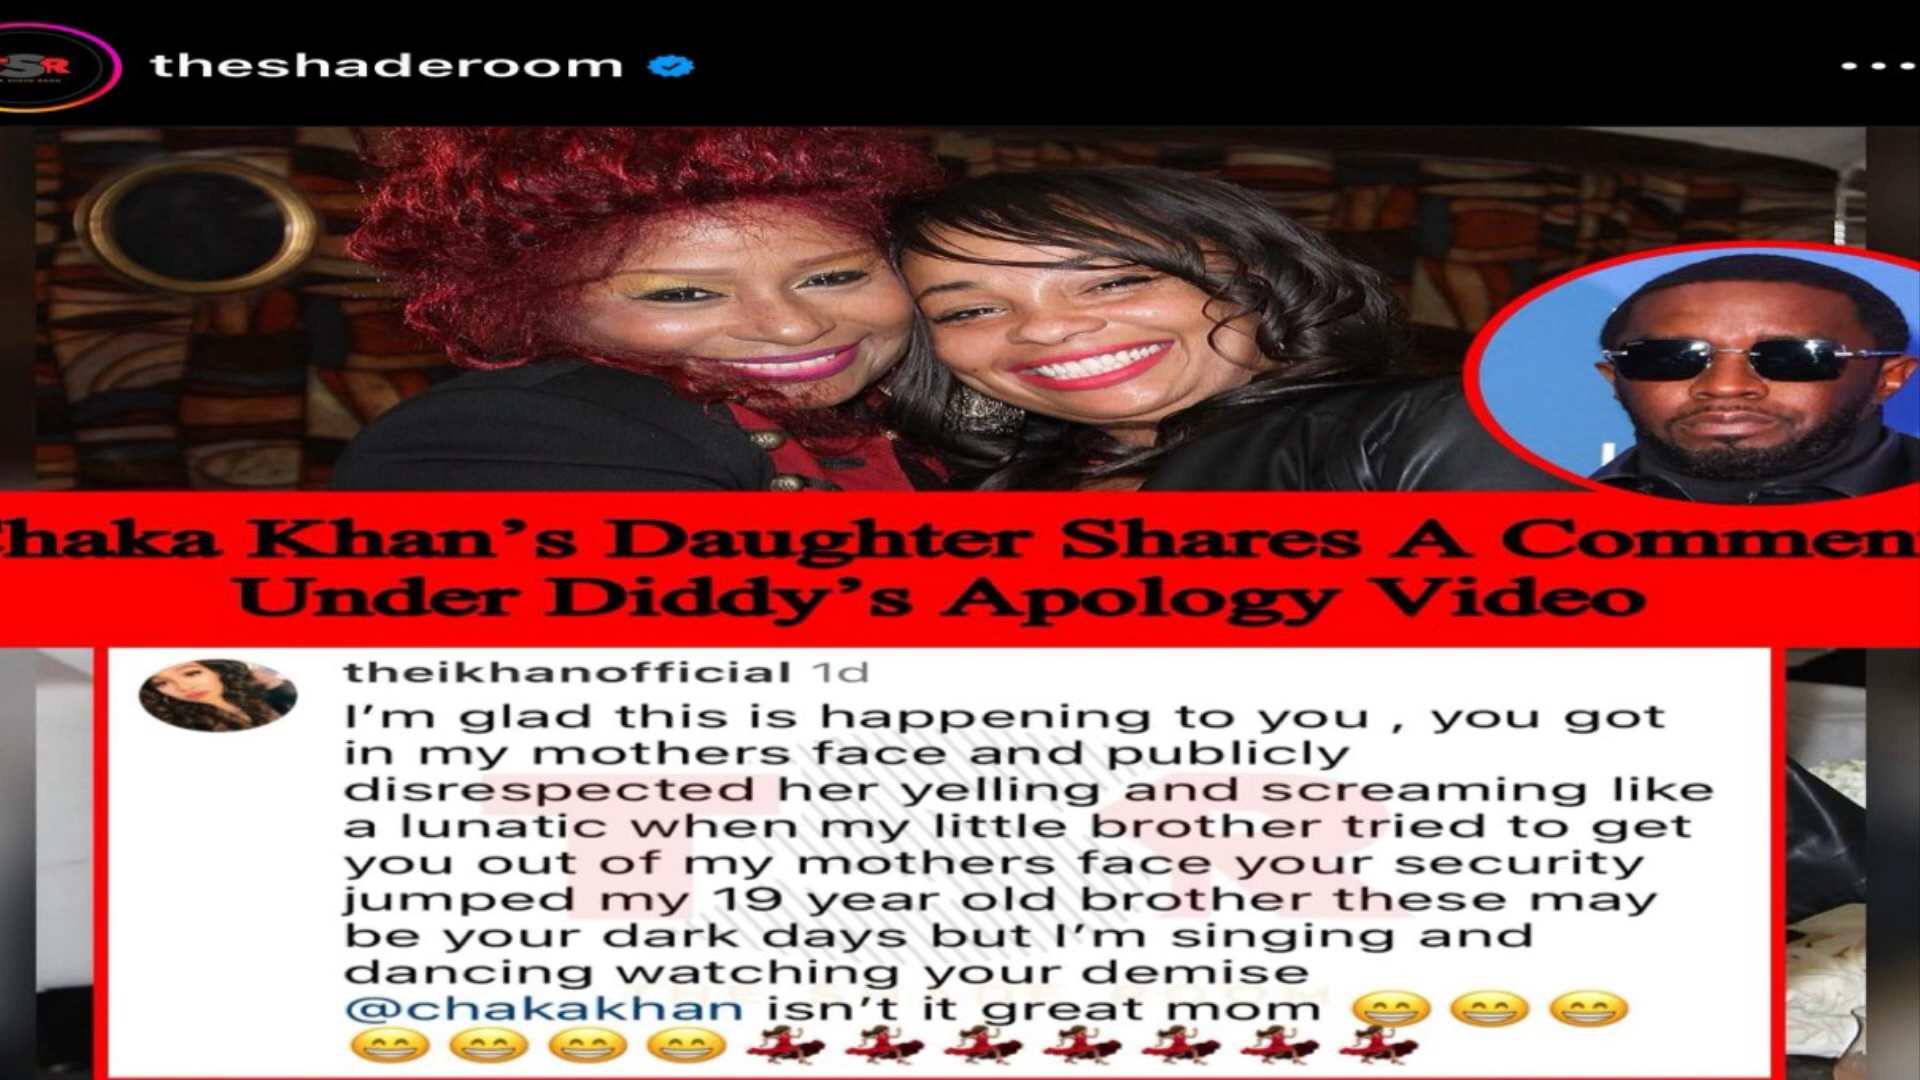 TSR
theshaderoom
Chaka Khan's Daughter Shares A Comment
Under Diddy's Apology Video
theikhanofficial 1d
I'm glad this is happening to you , you got
in my mothers face and publicly
disrespected her yelling and screaming like
a lunatic when my little brother tried to get
you out of my mothers face your security
jumped my 19 year old brother these may
be your dark days but I'm singing and
dancing watching your demise
@chakakhan isn't it great mom 😁 😁 😁
😁 😁 😁 😁 💃 💃 💃 💃 💃 💃 💃